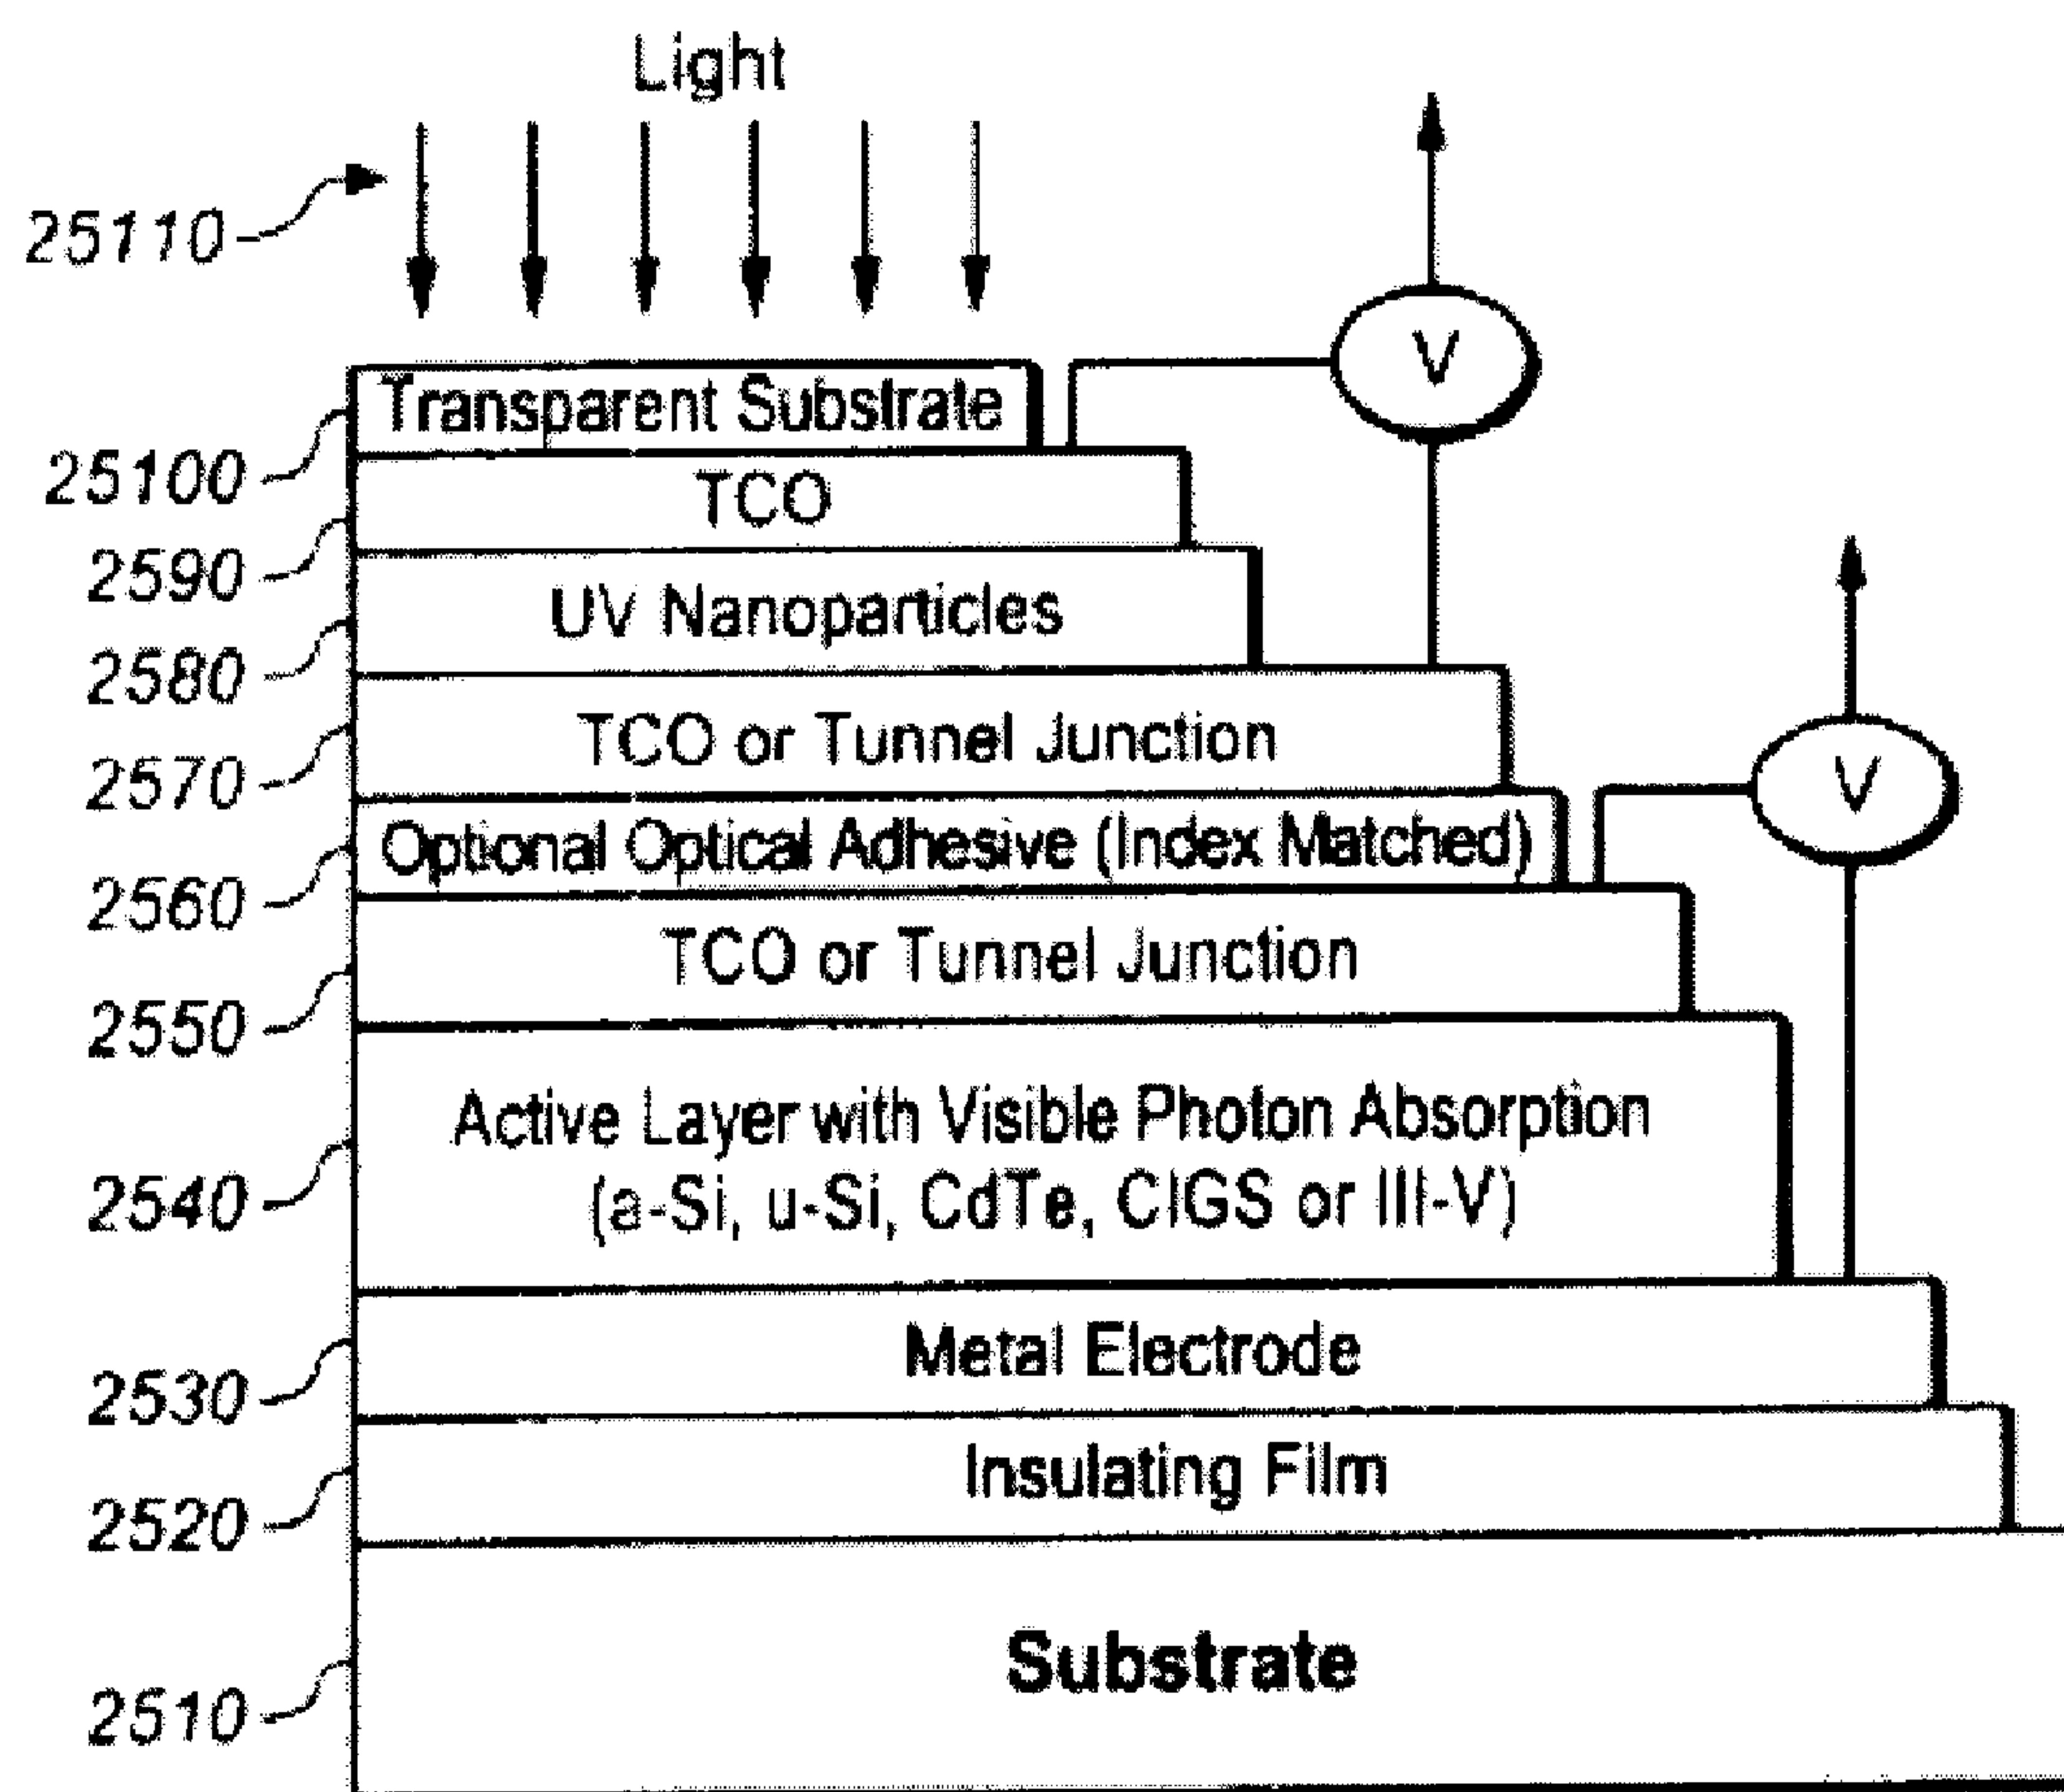 Light
25110
V
Transparent Substrate
25100
TCO
2590
UV Nanoparticles
2580
TCO or Tunnel Junction
2570
V
Optional Optical Adhesive (Index Matched)
2560
TCO or Tunnel Junction
2550
Active Layer with Visible Photon Absorption
(a-Si, u-Si, CdTe, CIGS or III-V)
2540
Metal Electrode
2530
Insulating Film
2520
Substrate
2510